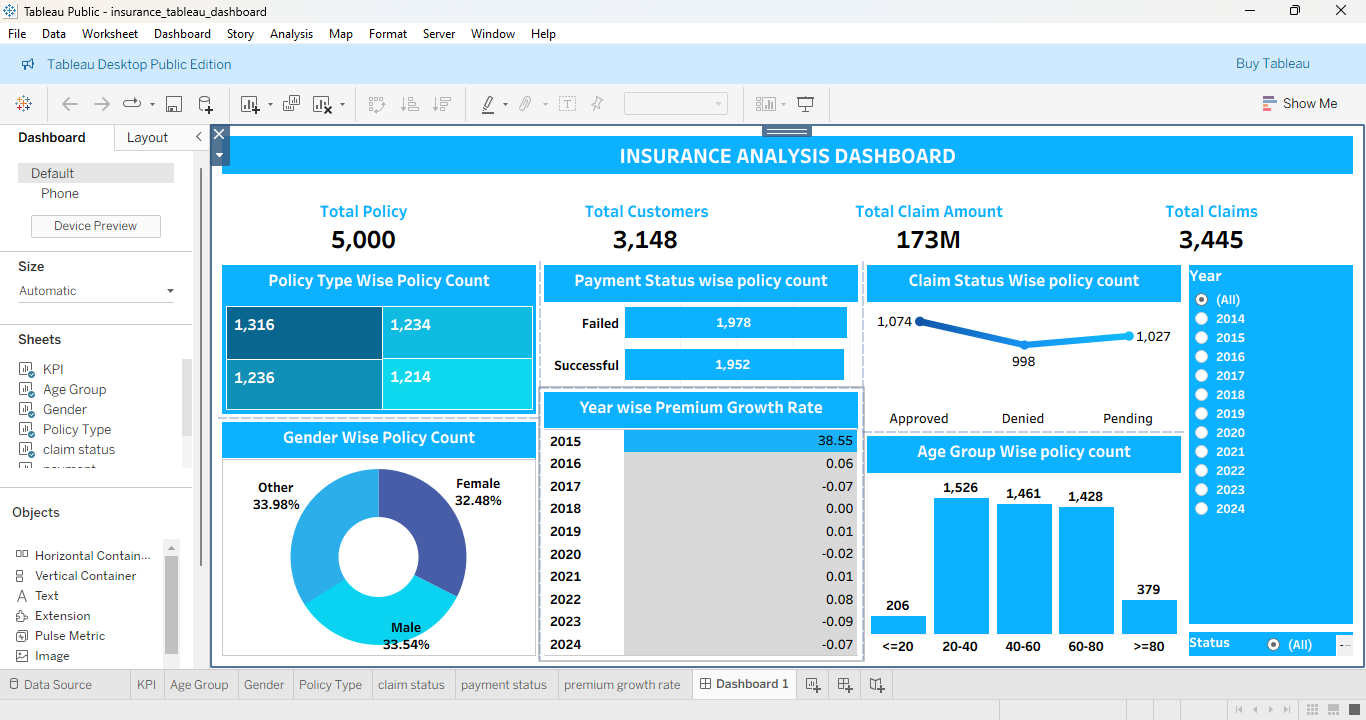 Tableau Public - insurance_tableau_dashboard
File Data Worksheet Dashboard Story Analysis Map Format Server Window Help
Tableau Desktop Public Edition
Buy Tableau
Show Me
Dashboard Layout
Default
Phone
Device Preview
Size
Automatic
Sheets
KPI
Age Group
Gender
Policy Type
claim status
Objects
Horizontal Contain...
Vertical Container
Text
Extension
Pulse Metric
Image
INSURANCE ANALYSIS DASHBOARD
Total Policy
5,000
Total Customers
3,148
Total Claim Amount
173M
Total Claims
3,445
Policy Type Wise Policy Count
1,316 1,234
1,236 1,214
Gender Wise Policy Count
Other
33.98%
Female
32.48%
Male
33.54%
Payment Status wise policy count
Failed 1,978
Successful 1,952
Year wise Premium Growth Rate
2015 38.55
2016 0.06
2017 -0.07
2018 0.00
2019 0.01
2020 -0.02
2021 0.01
2022 0.08
2023 -0.09
2024 -0.07
Claim Status Wise policy count
1,074
998
1,027
Approved Denied Pending
Age Group Wise policy count
206 1,526 1,461 1,428 379
<=20 20-40 40-60 60-80 >=80
Year
(All)
2014
2015
2016
2017
2018
2019
2020
2021
2022
2023
2024
Status (All)
Data Source KPI Age Group Gender Policy Type claim status payment status premium growth rate Dashboard 1